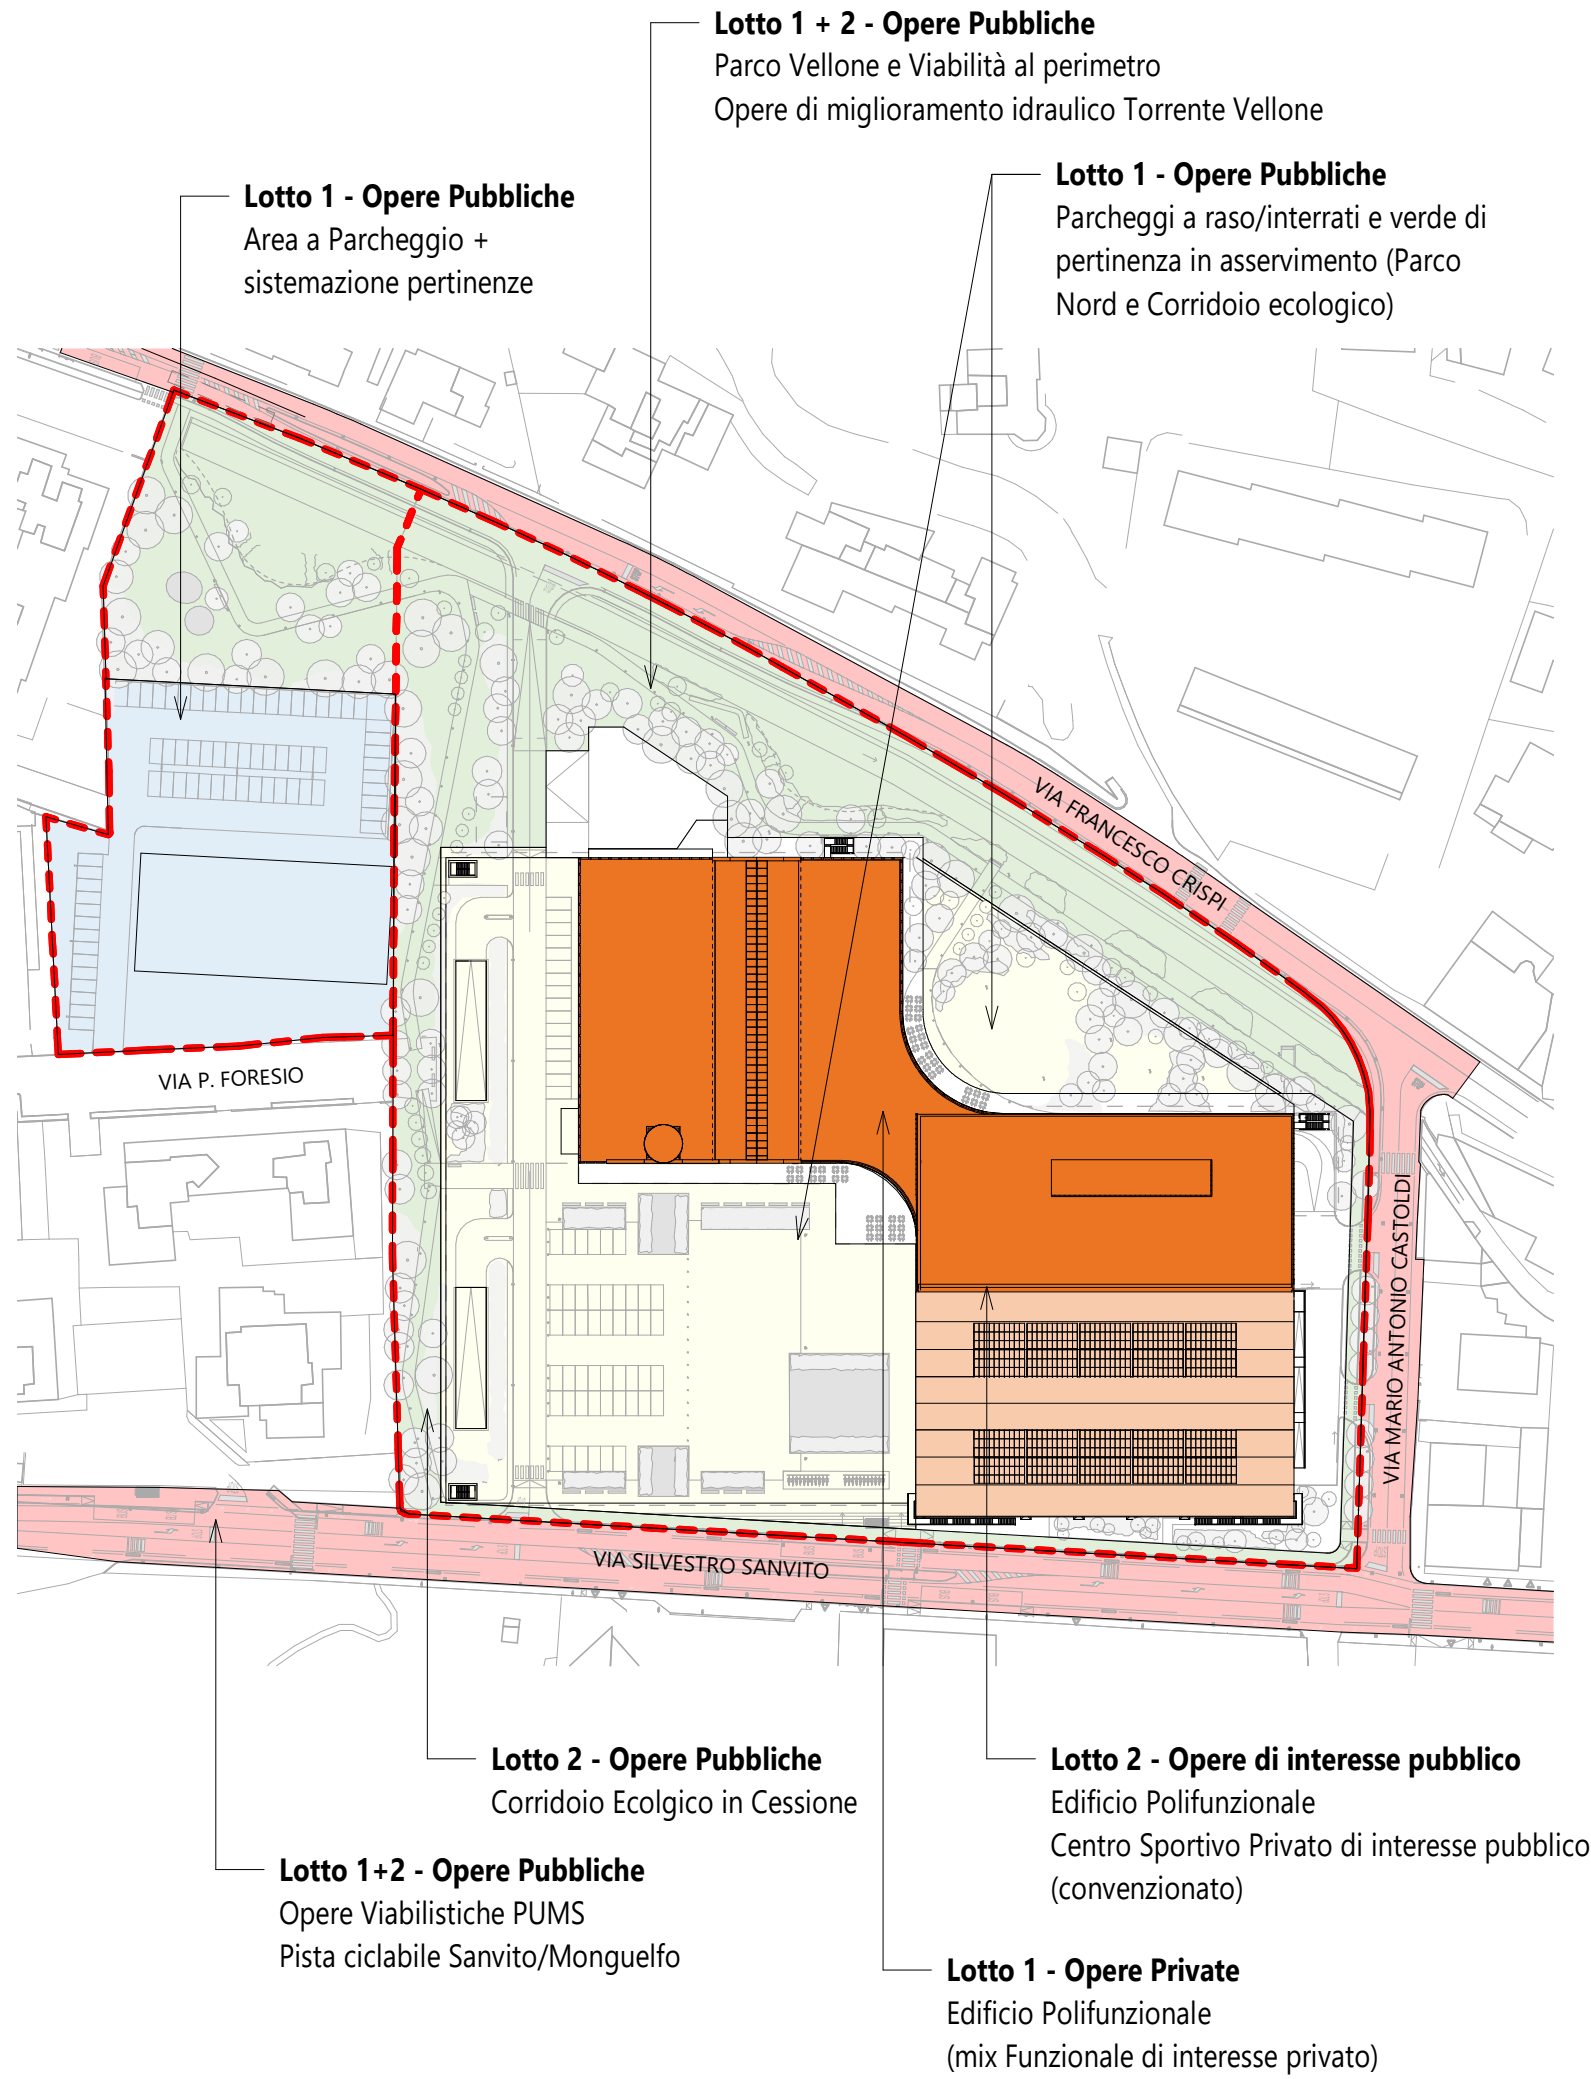 Lotto 1 + 2 - Opere Pubbliche
Parco Vellone e Viabilità al perimetro
Opere di miglioramento idraulico Torrente Vellone
Lotto 1 - Opere Pubbliche
Parcheggi a raso/interrati e verde di
pertinenza in asservimento (Parco
Nord e Corridoio ecologico)
Lotto 1 - Opere Pubbliche
Area a Parcheggio +
sistemazione pertinenze
VIA FRANCESCO CRISPI
VIA P. FORESIO
VIA MARIO ANTONIO CASTOLDI
VIA SILVESTRO SANVITO
Lotto 2 - Opere Pubbliche
Corridoio Ecolgico in Cessione
Lotto 2 - Opere di interesse pubblico
Edificio Polifunzionale
Centro Sportivo Privato di interesse pubblico
(convenzionato)
Lotto 1+2 - Opere Pubbliche
Opere Viabilistiche PUMS
Pista ciclabile Sanvito/Monguelfo
Lotto 1 - Opere Private
Edificio Polifunzionale
(mix Funzionale di interesse privato)